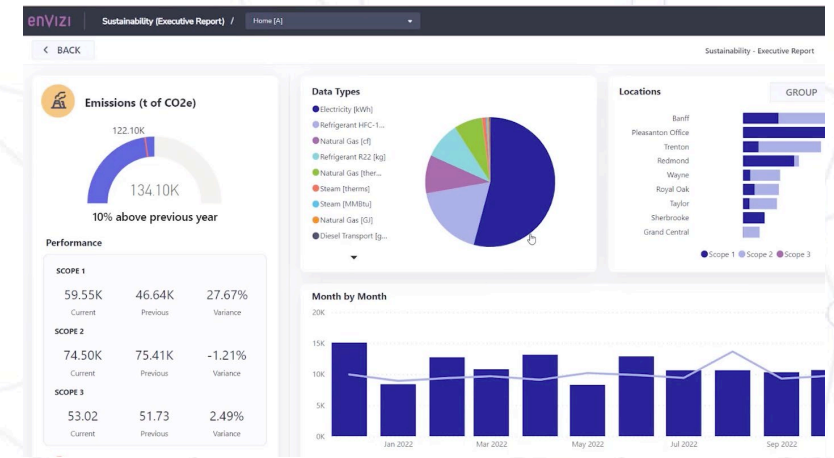 envizi
Sustainability (Executive Report) /
Home [A]
BACK
Sustainability - Executive Report
Emissions (t of CO2e)
122.10K
134.10K
10% above previous year
Performance
SCOPE 1
59.55K 46.64K 27.67%
Current Previous Variance
SCOPE 2
74.50K 75.41K -1.21%
Current Previous Variance
SCOPE 3
53.02 51.73 2.49%
Current Previous Variance
Data Types
Electricity [kWh]
Refrigerant HFC-1...
Natural Gas [cf]
Refrigerant R22 [kg]
Natural Gas [ther...
Steam [therms]
Steam [MMBtu]
Natural Gas [GJ]
Diesel Transport [g...
Locations
GROUP
Banff
Pleasanton Office
Trenton
Redmond
Wayne
Royal Oak
Taylor
Sherbrooke
Grand Central
Scope 1 Scope 2 Scope 3
Month by Month
20K
15K
10K
5K
0K
Jan 2022 Mar 2022 May 2022 Jul 2022 Sep 2022